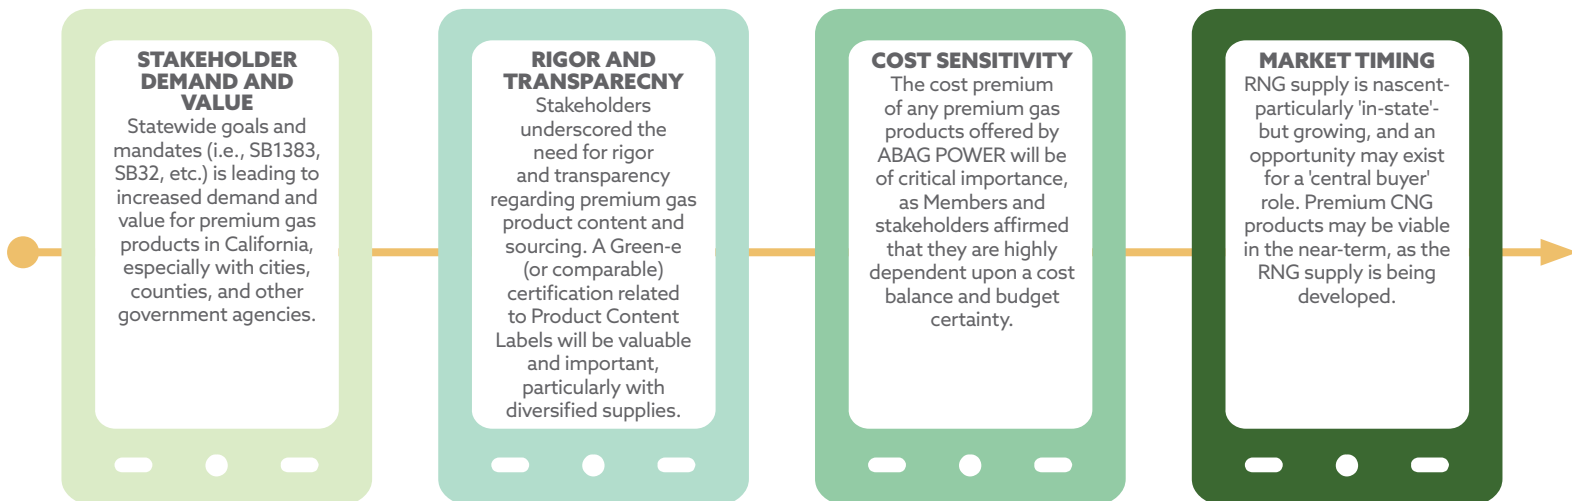 STAKEHOLDER
DEMAND AND
VALUE
Statewide goals and
mandates (i.e., SB1383,
SB32, etc.) is leading to
increased demand and
value for premium gas
products in California,
especially with cities,
counties, and other
government agencies.
RIGOR AND
TRANSPARECNY
Stakeholders
underscored the
need for rigor
and transparency
regarding premium gas
product content and
sourcing. A Green-e
(or comparable)
certification related
to Product Content
Labels will be valuable
and important,
particularly with
diversified supplies.
COST SENSITIVITY
The cost premium
of any premium gas
products offered by
ABAG POWER will be
of critical importance,
as Members and
stakeholders affirmed
that they are highly
dependent upon a cost
balance and budget
certainty.
MARKET TIMING
RNG supply is nascent-
particularly 'in-state'-
but growing, and an
opportunity may exist
for a 'central buyer'
role. Premium CNG
products may be viable
in the near-term, as the
RNG supply is being
developed.